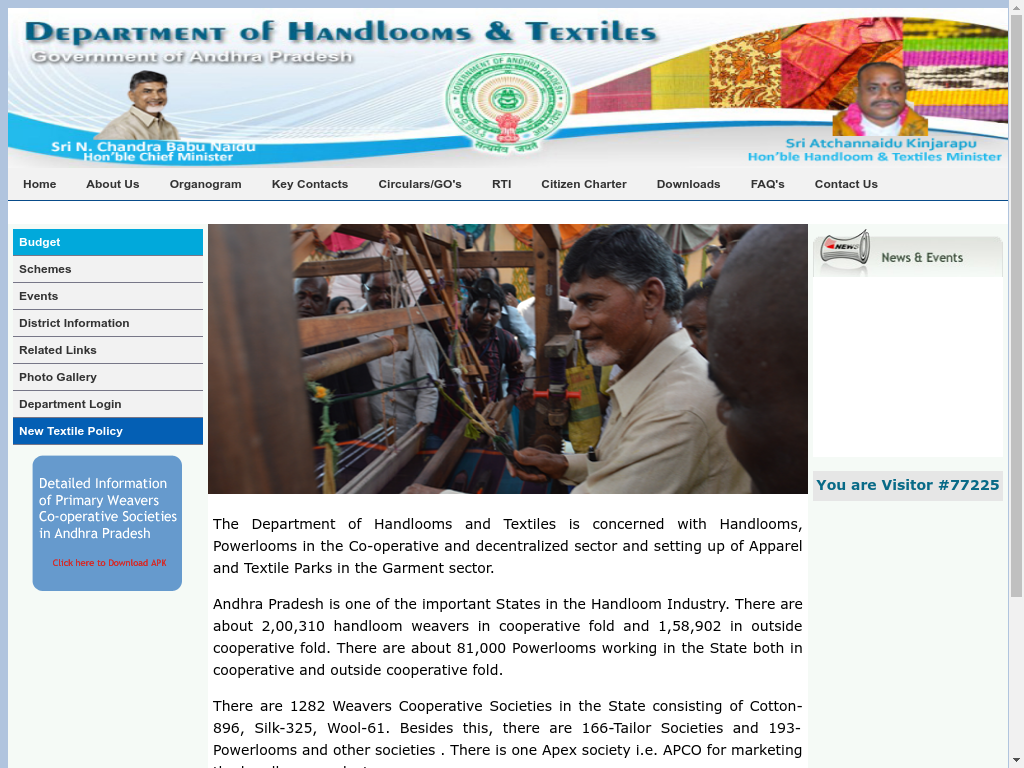 Department of Handlooms & Textiles
Government of Andhra Pradesh
GOVERNMENT OF ANDHRA PRADESH
सत्यमेव जयते
Sri N. Chandra Babu Naidu
Hon'ble Chief Minister
Sri Atchannaidu Kinjarapu
Hon'ble Handloom & Textiles Minister
Home About Us Organogram Key Contacts Circulars/GO's RTI Citizen Charter Downloads FAQ's Contact Us
Budget
Schemes
Events
District Information
Related Links
Photo Gallery
Department Login
New Textile Policy
Detailed Information
of Primary Weavers
Co-operative Societies
in Andhra Pradesh
Click here to Download APK
The Department of Handlooms and Textiles is concerned with Handlooms,
Powerlooms in the Co-operative and decentralized sector and setting up of Apparel
and Textile Parks in the Garment sector.
Andhra Pradesh is one of the important States in the Handloom Industry. There are
about 2,00,310 handloom weavers in cooperative fold and 1,58,902 in outside
cooperative fold. There are about 81,000 Powerlooms working in the State both in
cooperative and outside cooperative fold.
There are 1282 Weavers Cooperative Societies in the State consisting of Cotton-
896, Silk-325, Wool-61. Besides this, there are 166-Tailor Societies and 193-
Powerlooms and other societies . There is one Apex society i.e. APCO for marketing
NEWS
News & Events
You are Visitor #77225